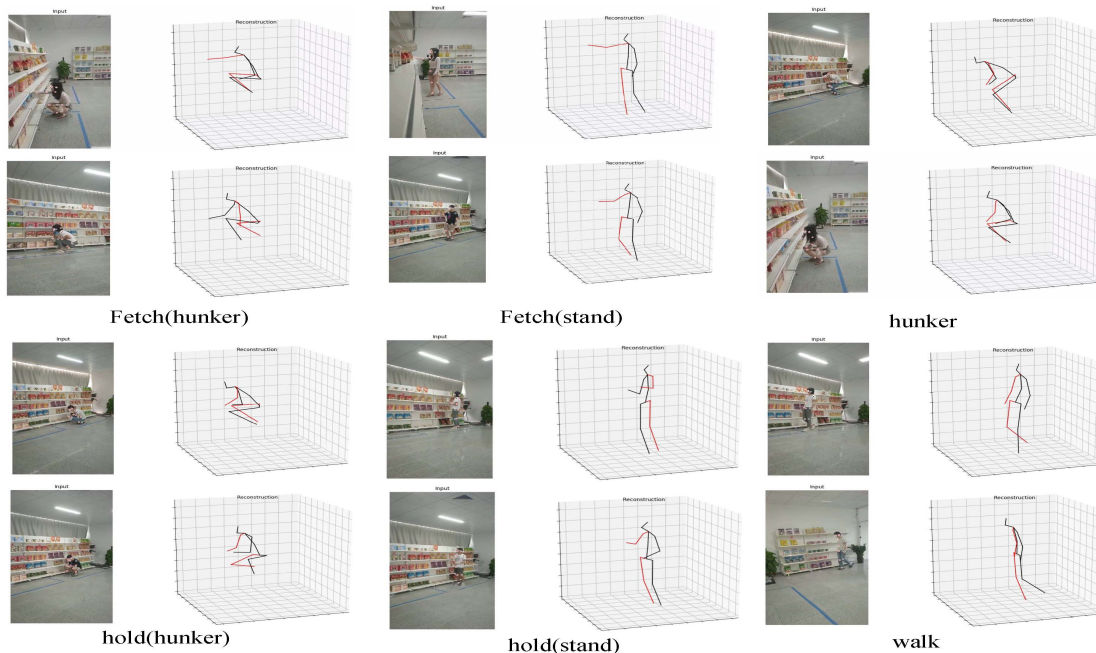 Input
Reconstruction
Input
Reconstruction
Input
Reconstruction
Input
Reconstruction
Input
Reconstruction
Input
Reconstruction
Fetch(hunker)
Fetch(stand)
hunker
Input
Reconstruction
Input
Reconstruction
Input
Reconstruction
Input
Reconstruction
Input
Reconstruction
Input
Reconstruction
hold(hunker)
hold(stand)
walk